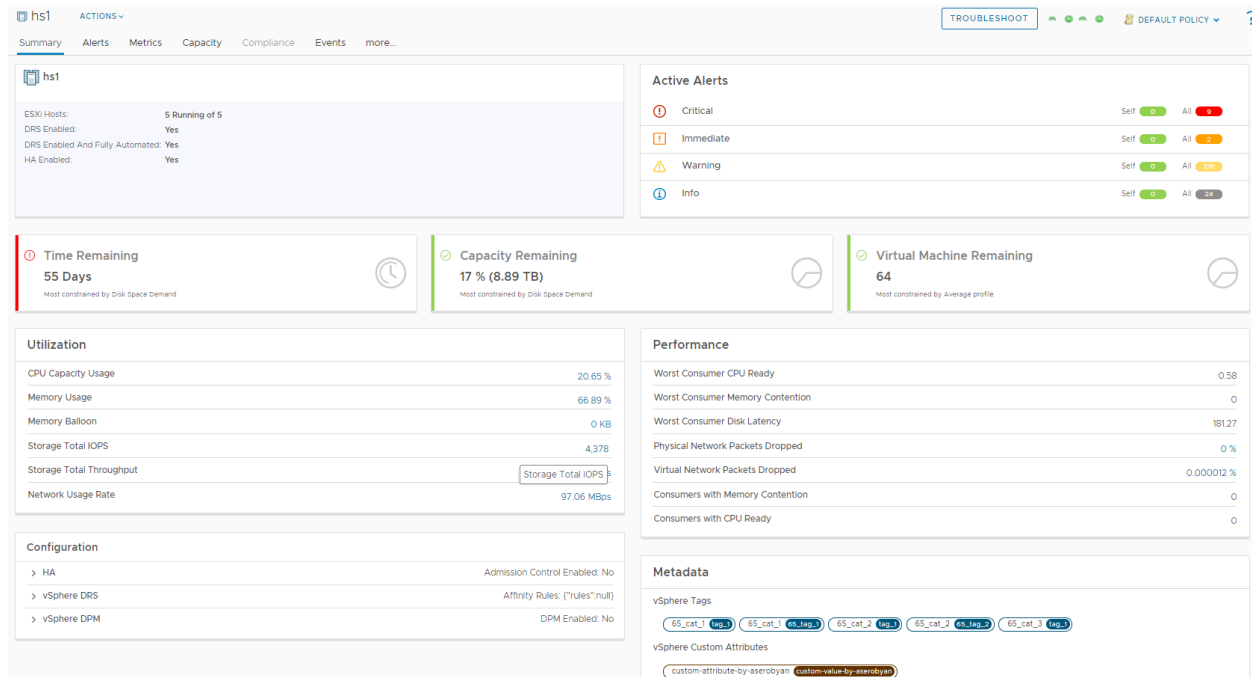 hs1 ACTIONS TROUBLESHOOT DEFAULT POLICY ?
Summary Alerts Metrics Capacity Compliance Events more...
hs1
ESXi Hosts: 5 Running of 5
DRS Enabled: Yes
DRS Enabled And Fully Automated: Yes
HA Enabled: Yes
Active Alerts
Critical Self 0 All 9
Immediate Self 0 All 2
Warning Self 0 All
Info Self 0 All 24
Time Remaining
55 Days
Most constrained by Disk Space Demand
Capacity Remaining
17 % (8.89 TB)
Most constrained by Disk Space Demand
Virtual Machine Remaining
64
Most constrained by Average profile
Utilization
CPU Capacity Usage 20.65 %
Memory Usage 66.89 %
Memory Balloon 0 KB
Storage Total IOPS 4,378
Storage Total Throughput Storage Total IOPS s
Network Usage Rate 97.06 MBps
Performance
Worst Consumer CPU Ready 0.58
Worst Consumer Memory Contention 0
Worst Consumer Disk Latency 181.27
Physical Network Packets Dropped 0 %
Virtual Network Packets Dropped 0.000012 %
Consumers with Memory Contention 0
Consumers with CPU Ready 0
Configuration
HA Admission Control Enabled: No
vSphere DRS Affinity Rules: {"rules":null}
vSphere DPM DPM Enabled: No
Metadata
vSphere Tags
65_cat_1 tag_1 65_cat_1 65_tag_1 65_cat_2 tag_1 65_cat_2 65_tag_2 65_cat_3 tag_1
vSphere Custom Attributes
custom-attribute-by-aserobyan custom-value-by-aserobyan